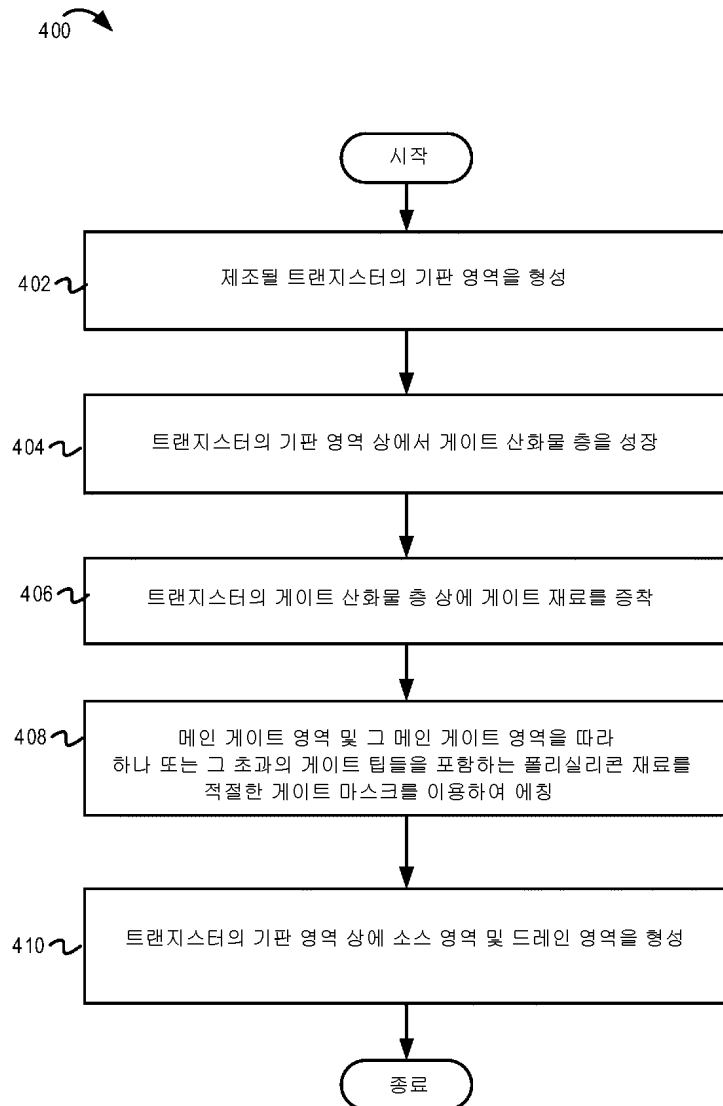 400
시작
402
제조될 트랜지스터의 기판 영역을 형성
404
트랜지스터의 기판 영역 상에서 게이트 산화물 층을 성장
406
트랜지스터의 게이트 산화물 층 상에 게이트 재료를 증착
408
메인 게이트 영역 및 그 메인 게이트 영역을 따라
하나 또는 그 초과의 게이트 팁들을 포함하는 폴리실리콘 재료를
적절한 게이트 마스크를 이용하여 에칭
410
트랜지스터의 기판 영역 상에 소스 영역 및 드레인 영역을 형성
종료